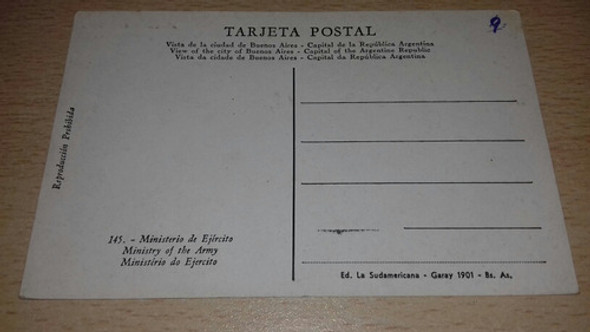 TARJETA POSTAL
Vista de la ciudad de Buenos Aires - Capital de la República Argentina
View of the city of Buenos Aires - Capital of the Argentine Republic
Vista da cidade de Buenos Aires - Capital da República Argentina
9
Reproducción Prohibida
145. - Ministerio de Ejército
Ministry of the Army
Ministério do Ejercito
Ed. La Sudamericana - Garay 1901 - Bs. As.